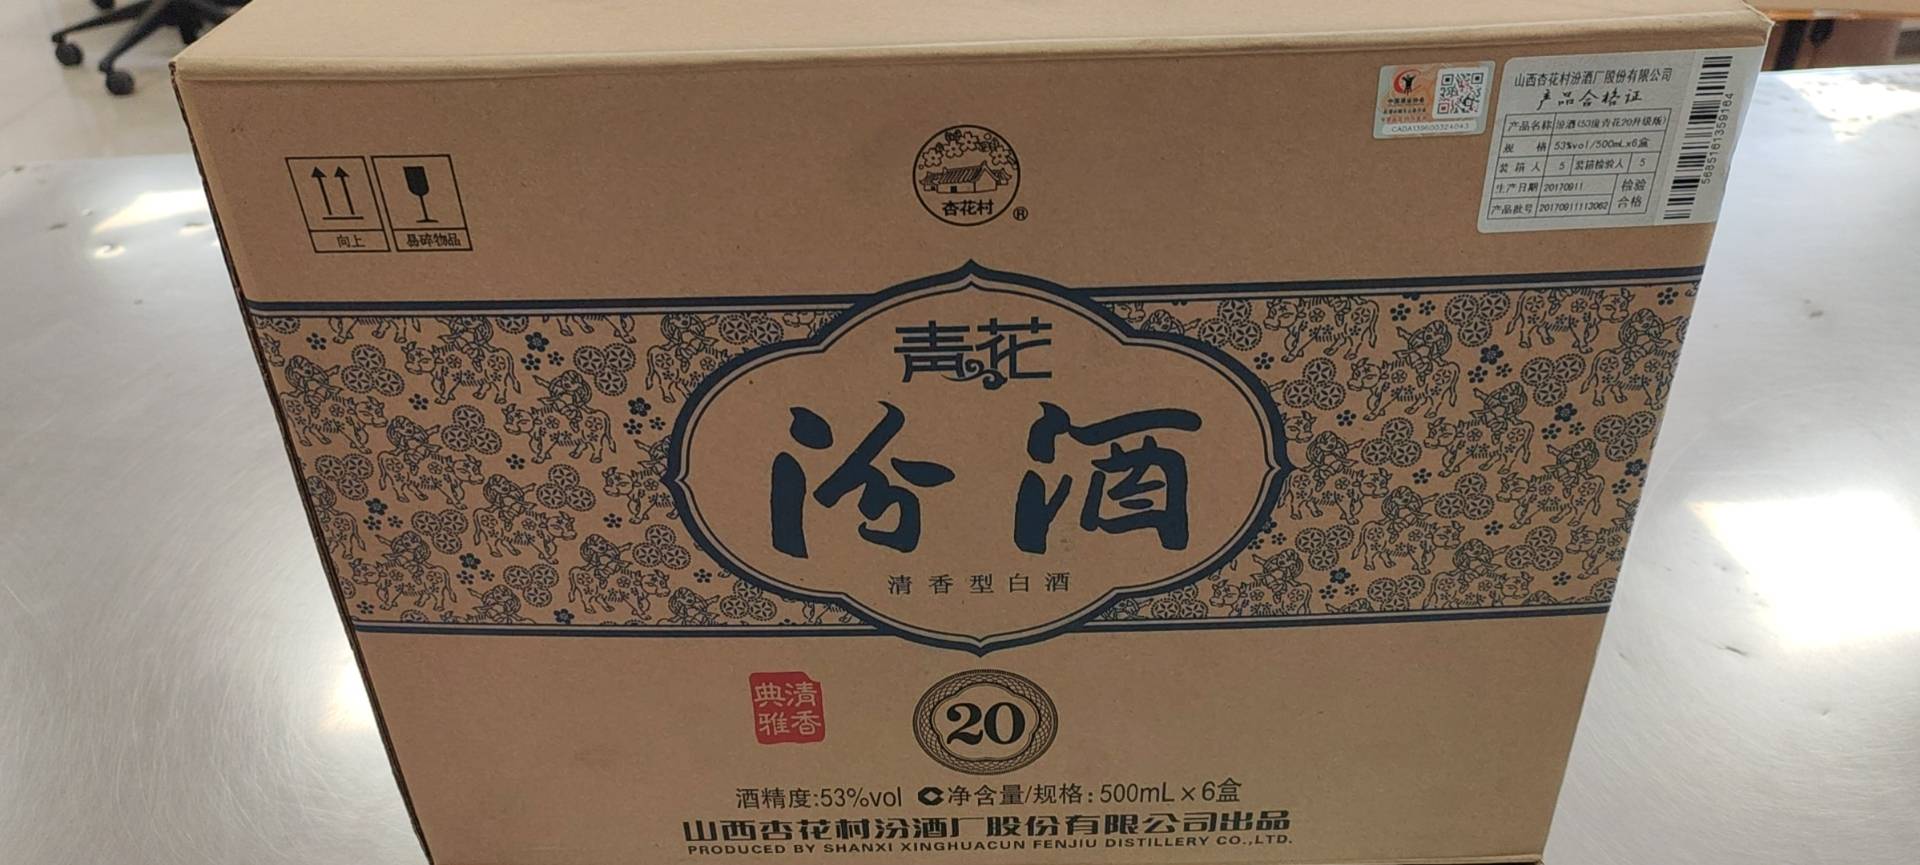 山西杏花村汾酒厂股份有限公司
产品合格证
产品名称 汾酒(53度青花20升级版)
规 格 53%vol/500mL×6盒
装箱人 5 装箱检验人 5
生产日期 20170911 检验
产品批号 20170911113062 合格
CADA139600324043
向上
易碎物品
杏花村
®
青花
汾酒
清香型白酒
清香
典雅
20
酒精度:53%vol 净含量/规格:500mL×6盒
山西杏花村汾酒厂股份有限公司出品
PRODUCED BY SHANXI XINGHUACUN FENJIU DISTILLERY CO.,LTD.